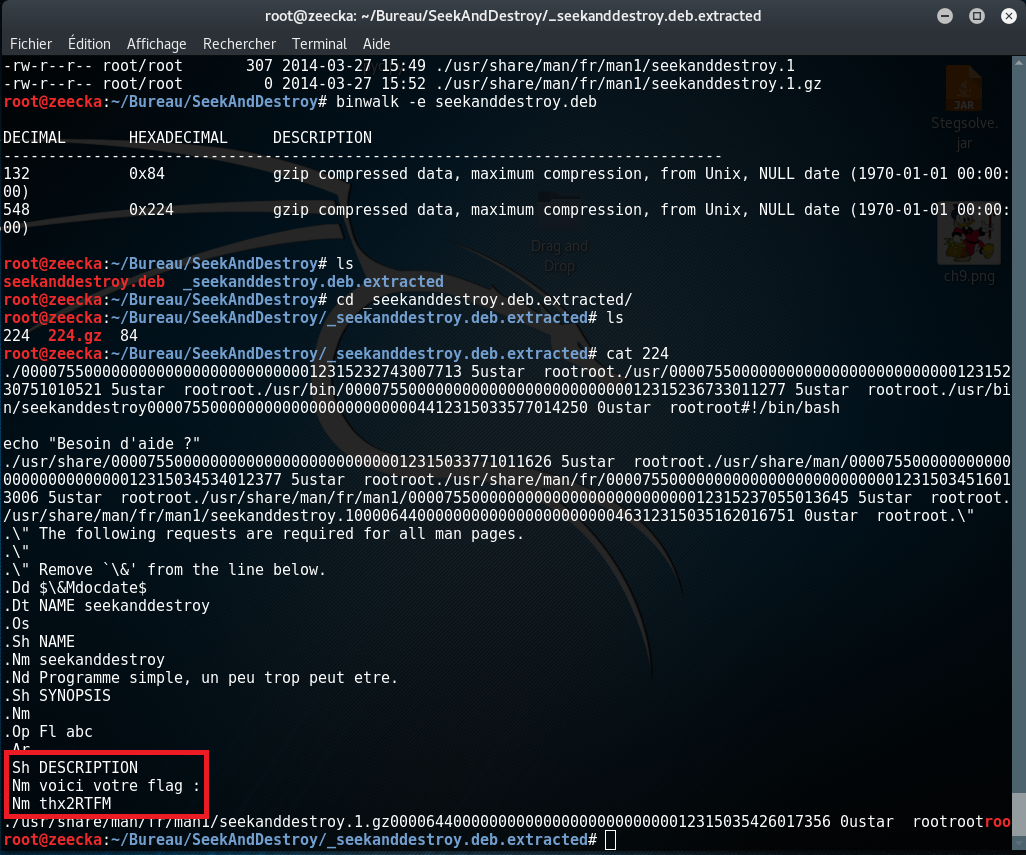 root@zeecka: ~/Bureau/SeekAndDestroy/_seekanddestroy.deb.extracted
Fichier Édition Affichage Rechercher Terminal Aide
-rw-r--r-- root/root       307 2014-03-27 15:49 ./usr/share/man/fr/man1/seekanddestroy.1
-rw-r--r-- root/root         0 2014-03-27 15:52 ./usr/share/man/fr/man1/seekanddestroy.1.gz
root@zeecka:~/Bureau/SeekAndDestroy# binwalk -e seekanddestroy.deb
DECIMAL       HEXADECIMAL     DESCRIPTION
--------------------------------------------------------------------------------
132           0x84            gzip compressed data, maximum compression, from Unix, NULL date (1970-01-01 00:00:
00)
548           0x224           gzip compressed data, maximum compression, from Unix, NULL date (1970-01-01 00:00:
00)
root@zeecka:~/Bureau/SeekAndDestroy# ls
seekanddestroy.deb  _seekanddestroy.deb.extracted
root@zeecka:~/Bureau/SeekAndDestroy# cd _seekanddestroy.deb.extracted/
root@zeecka:~/Bureau/SeekAndDestroy/_seekanddestroy.deb.extracted# ls
224  224.gz  84
root@zeecka:~/Bureau/SeekAndDestroy/_seekanddestroy.deb.extracted# cat 224
./0000755000000000000000000000000000012315232743007713 5ustar  rootroot./usr/00007550000000000000000000000000000123152
30751010521 5ustar  rootroot./usr/bin/0000755000000000000000000000000000012315236733011277 5ustar  rootroot./usr/bi
n/seekanddestroy0000755000000000000000000000004412315033577014250 0ustar  rootroot#!/bin/bash
echo "Besoin d'aide ?"
./usr/share/0000755000000000000000000000000000012315033771011626 5ustar  rootroot./usr/share/man/000075500000000000
0000000000000012315034534012377 5ustar  rootroot./usr/share/man/fr/000075500000000000000000000000000001231503451601
3006 5ustar  rootroot./usr/share/man/fr/man1/0000755000000000000000000000000000012315237055013645 5ustar  rootroot.
/usr/share/man/fr/man1/seekanddestroy.10000644000000000000000000000046312315035162016751 0ustar  rootroot.\"
.\" The following requests are required for all man pages.
.\"
.\" Remove `\&' from the line below.
.Dd $\&Mdocdate$
.Dt NAME seekanddestroy
.Os
.Sh NAME
.Nm seekanddestroy
.Nd Programme simple, un peu trop peut etre.
.Sh SYNOPSIS
.Nm
.Op Fl abc
.Ar
Sh DESCRIPTION
Nm voici votre flag :
Nm thx2RTFM
./usr/share/man/fr/man1/seekanddestroy.1.gz0000644000000000000000000000000012315035426017356 0ustar  rootrootroo
root@zeecka:~/Bureau/SeekAndDestroy/_seekanddestroy.deb.extracted#
JAR
Stegsolve.
jar
Drag and
Drop
ch9.png